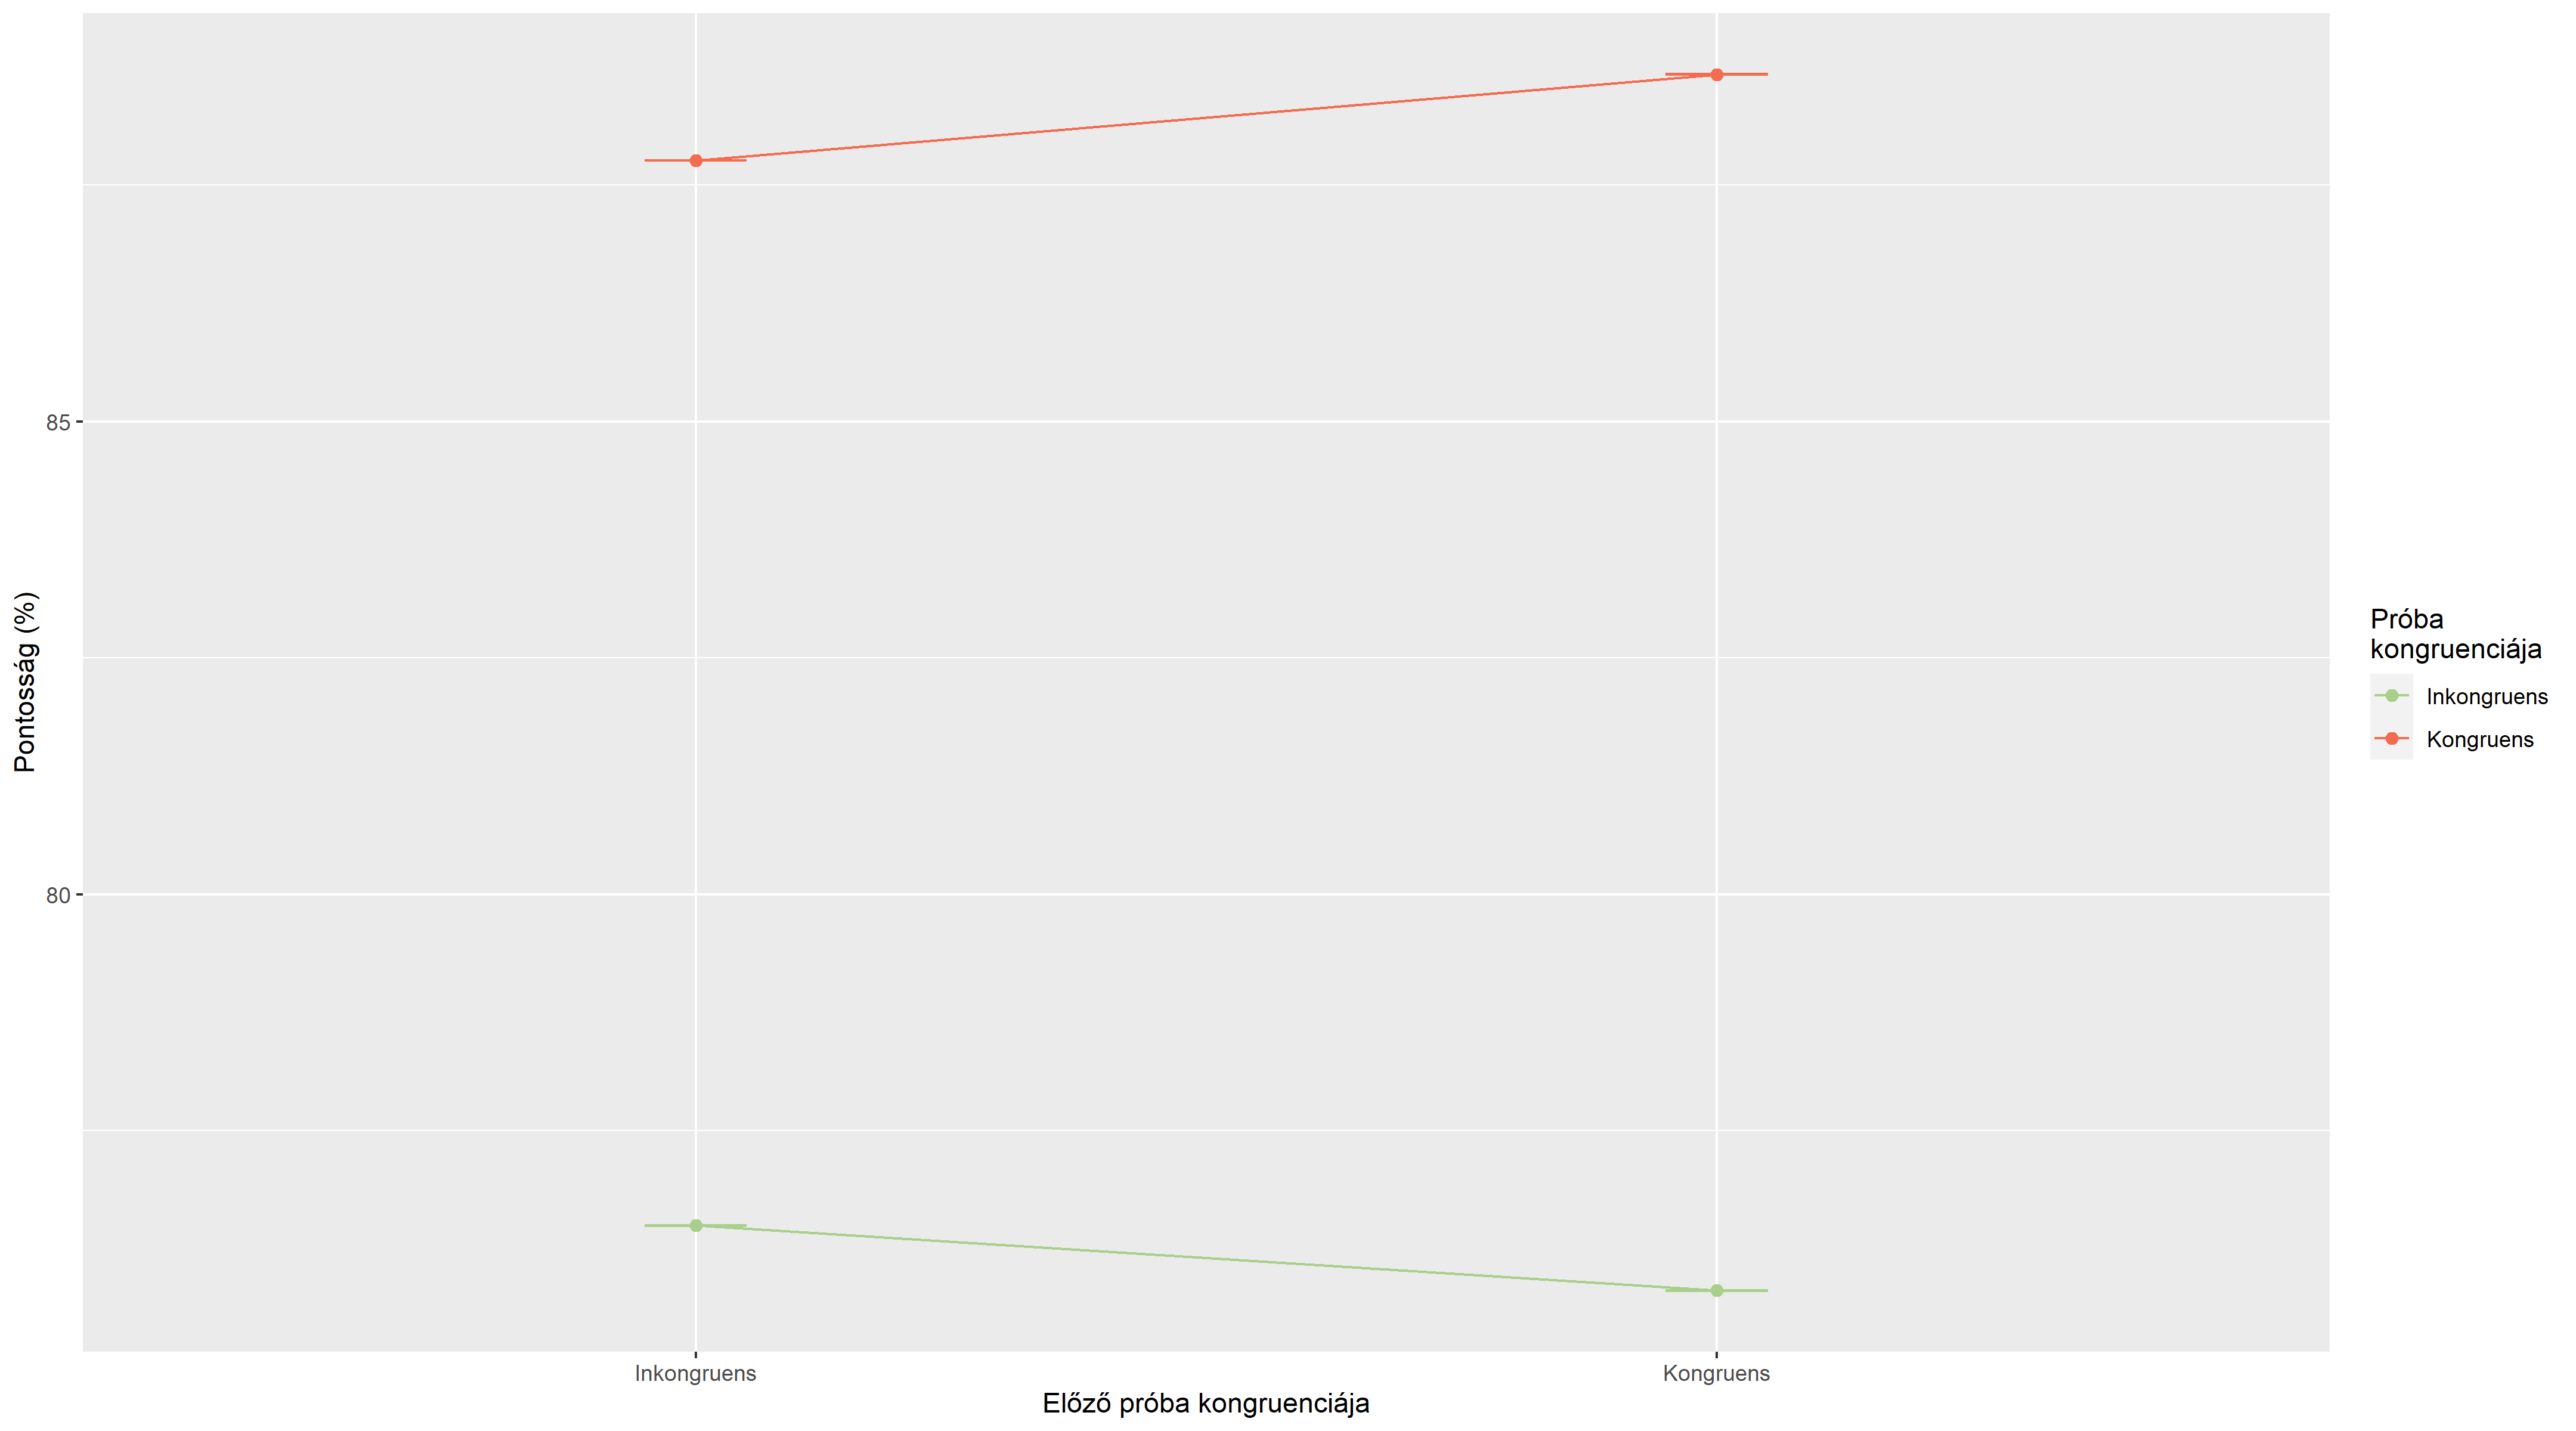 Pontosság (%)
85
80
Inkongruens
Kongruens
Előző próba kongruenciája
Próba
kongruenciája
Inkongruens
Kongruens